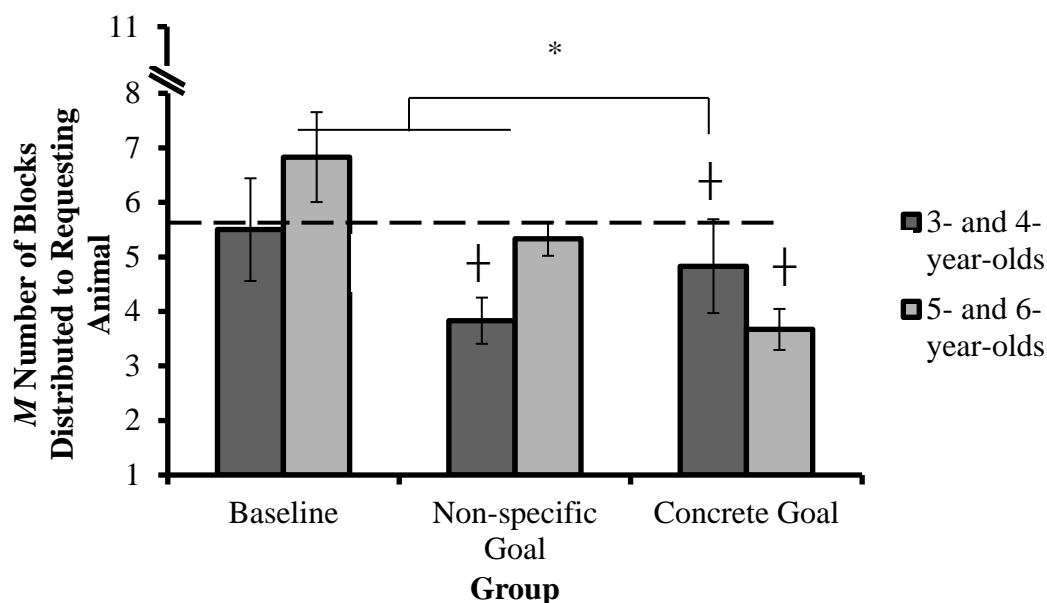 M Number of Blocks
Distributed to Requesting
Animal
11
8
7
6
5
4
3
2
1
*
┼
┼
┼
Baseline
Non-specific
Goal
Concrete Goal
Group
3- and 4-
year-olds
5- and 6-
year-olds